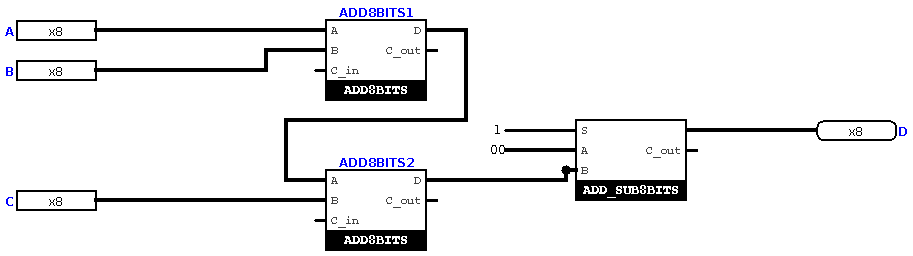 ADD8BITS1
A x8 A D
B x8 B C_out
C_in
ADD8BITS
1 S
00 A C_out x8 D
B
ADD_SUB8BITS
ADD8BITS2
A D
C x8 B C_out
C_in
ADD8BITS